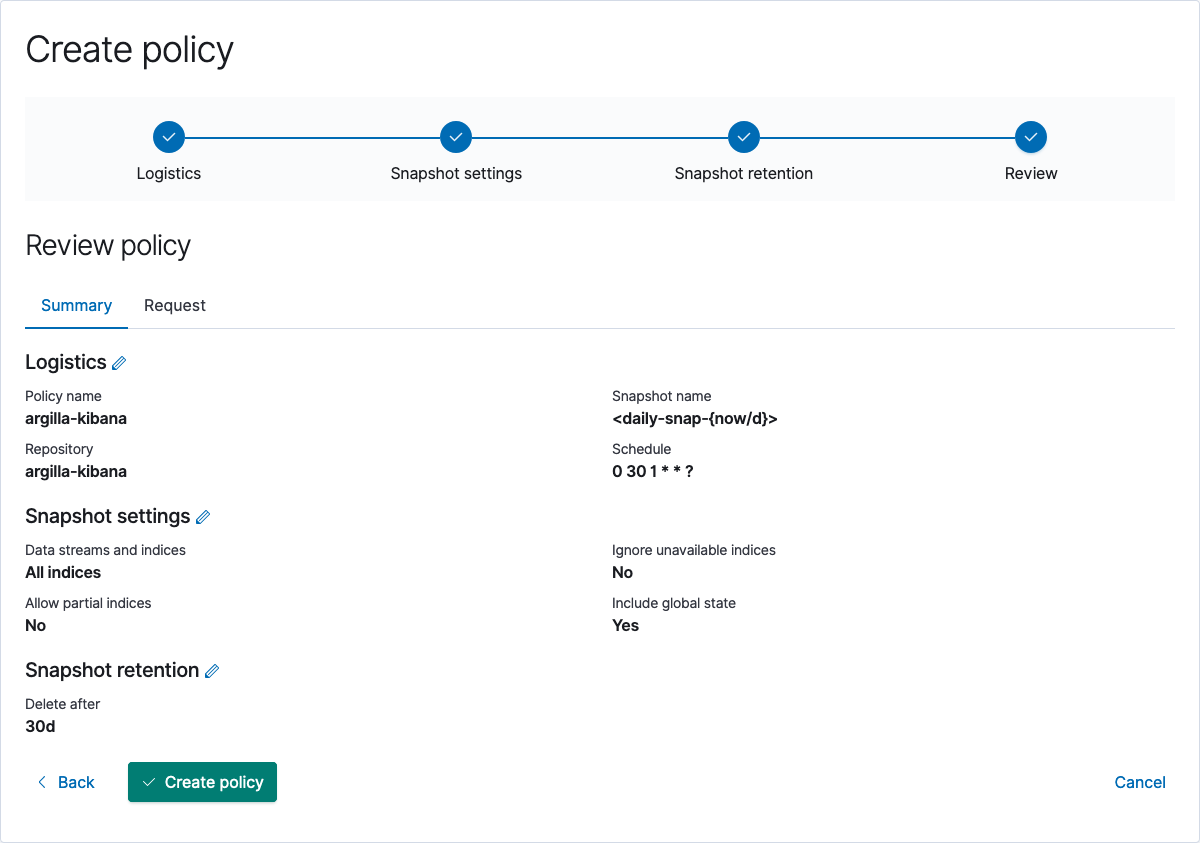 Create policy
Logistics
Snapshot settings
Snapshot retention
Review
Review policy
Summary
Request
Logistics
Policy name
argilla-kibana
Snapshot name
<daily-snap-{now/d}>
Repository
argilla-kibana
Schedule
0 30 1 * * ?
Snapshot settings
Data streams and indices
All indices
Ignore unavailable indices
No
Allow partial indices
No
Include global state
Yes
Snapshot retention
Delete after
30d
Back
Create policy
Cancel